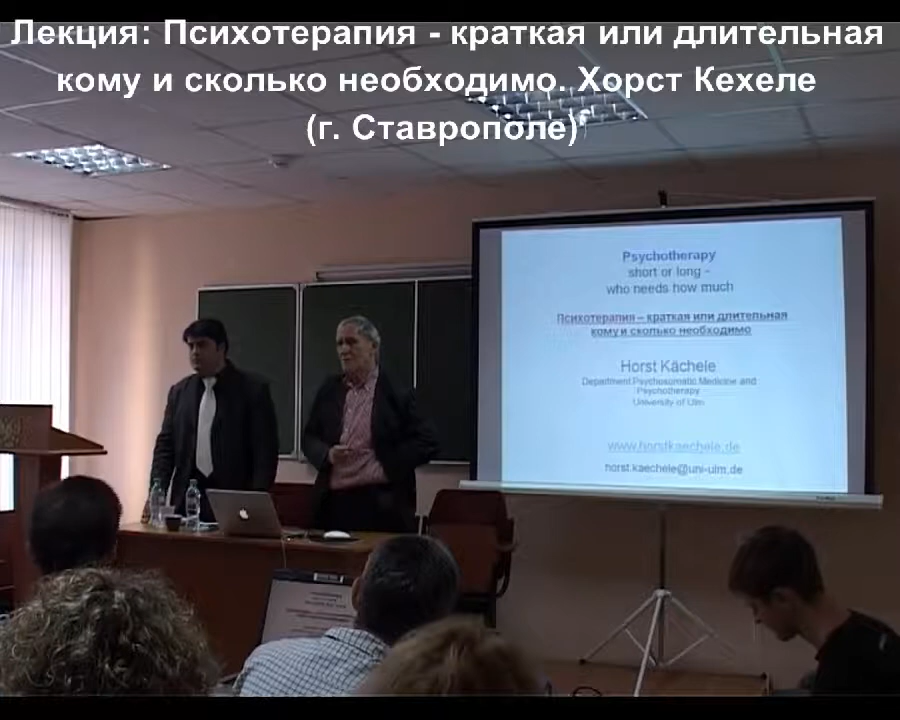 Лекция: Психотерапия - краткая или длительная
кому и сколько необходимо. Хорст Кехеле
(г. Ставрополе)
Psychotherapy
short or long -
who needs how much
Психотерапия – краткая или длительная
кому и сколько необходимо
Horst Kächele
Department Psychosomatic Medicine and
Psychotherapy
University of Ulm
www.horstkaechele.de
horst.kaechele@uni-ulm.de